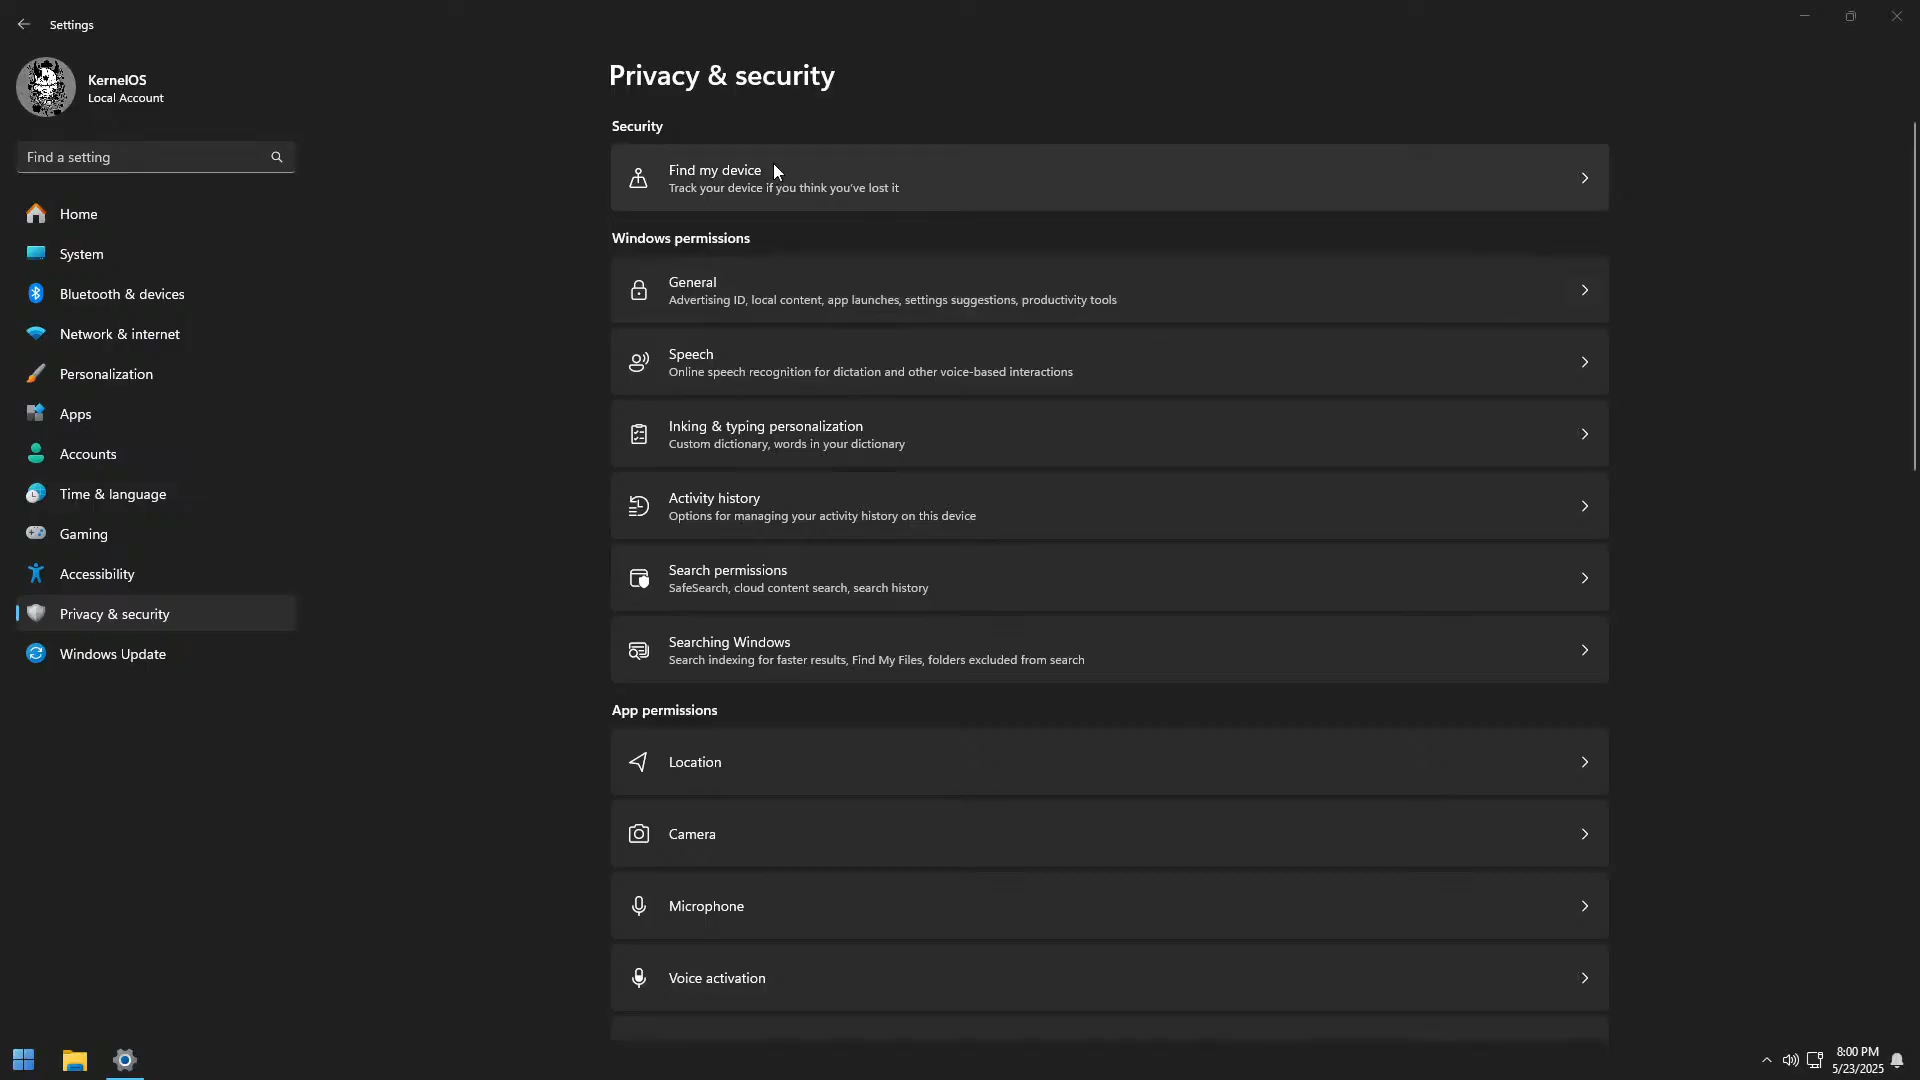 Settings
KernelOS
Local Account
Find a setting
Home
System
Bluetooth & devices
Network & internet
Personalization
Apps
Accounts
Time & language
Gaming
Accessibility
Privacy & security
Windows Update
Privacy & security
Security
Find my device
Track your device if you think you've lost it
Windows permissions
General
Advertising ID, local content, app launches, settings suggestions, productivity tools
Speech
Online speech recognition for dictation and other voice-based interactions
Inking & typing personalization
Custom dictionary, words in your dictionary
Activity history
Options for managing your activity history on this device
Search permissions
SafeSearch, cloud content search, search history
Searching Windows
Search indexing for faster results, Find My Files, folders excluded from search
App permissions
Location
Camera
Microphone
Voice activation
8:00 PM
5/23/2025